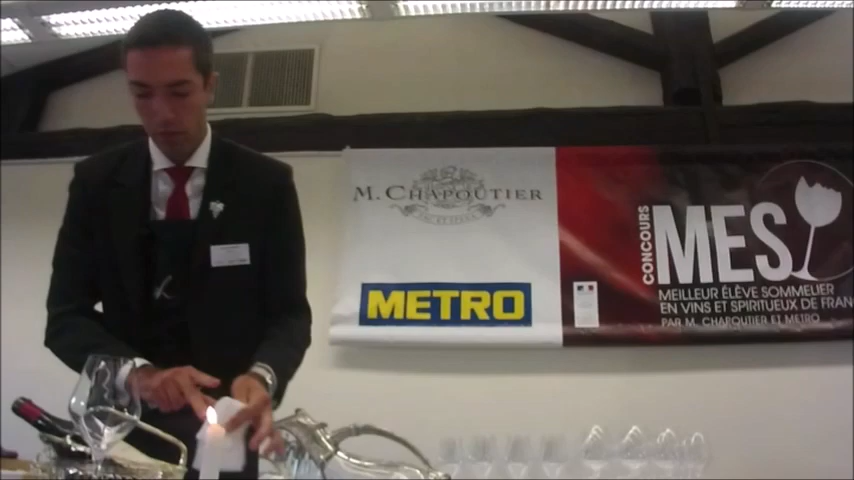 M. CHAPOUTIER
METRO
CONCOURS
MES
MEILLEUR ÉLÈVE SOMMELIER
EN VINS ET SPIRITUEUX DE FRAN
PAR M. CHAPOUTIER ET METRO